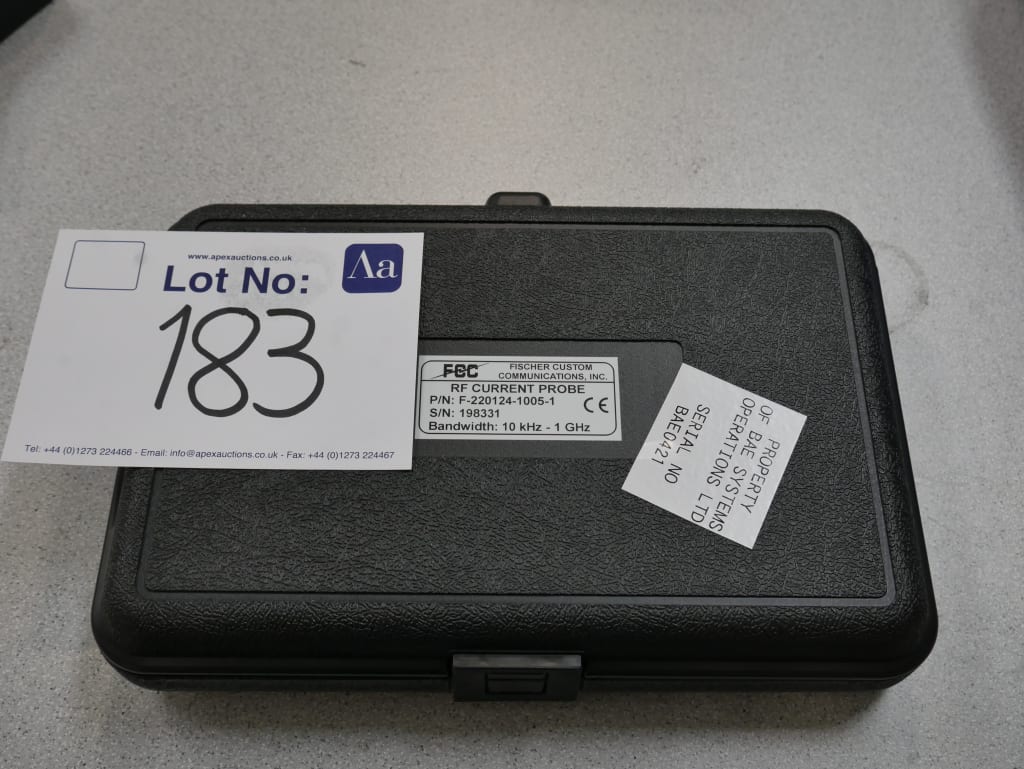 www.apexauctions.co.uk
Lot No:
Aa
183
Tel: +44 (0)1273 224466 - Email: info@apexauctions.co.uk - Fax: +44 (0)1273 224467
FCC
FISCHER CUSTOM
COMMUNICATIONS, INC.
RF CURRENT PROBE
P/N: F-220124-1005-1
S/N: 198331
CE
Bandwidth: 10 kHz - 1 GHz
PROPERTY
OF BAE SYSTEMS
OPERATIONS LTD
SERIAL NO
BAE0421